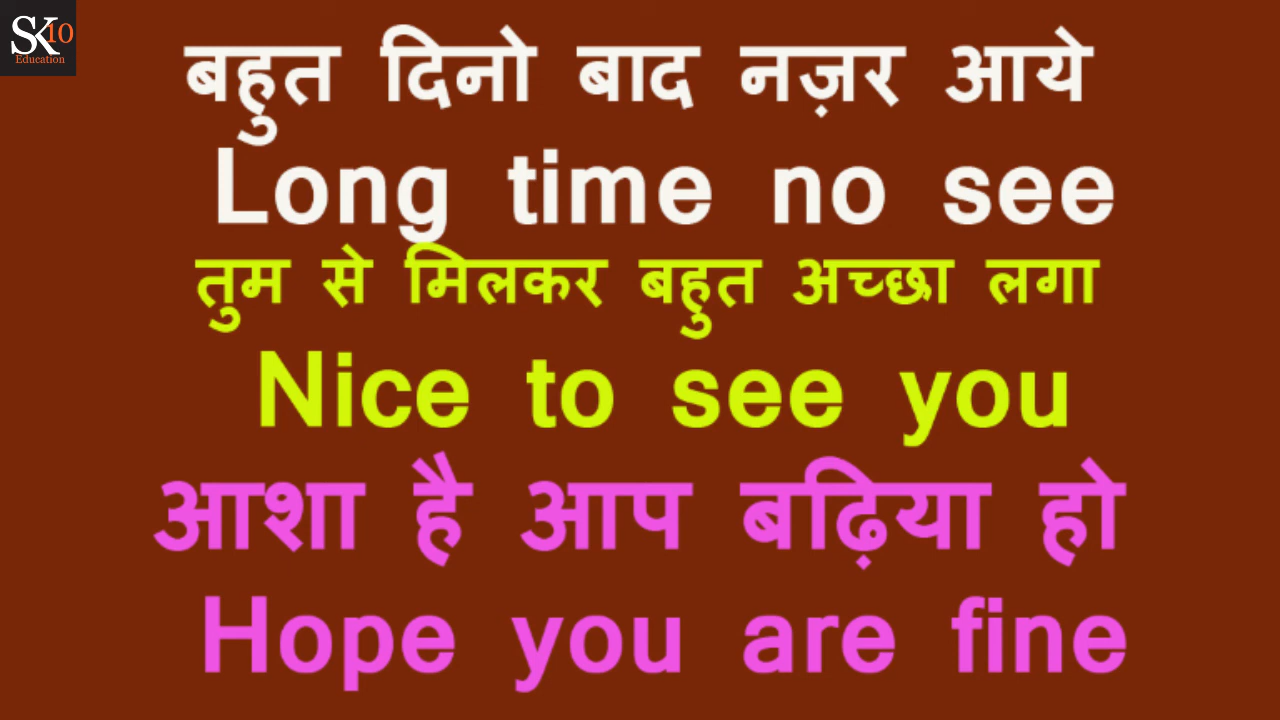 SK10
Education
बहुत दिनो बाद नज़र आये
Long time no see
तुम से मिलकर बहुत अच्छा लगा
Nice to see you
आशा है आप बढ़िया हो
Hope you are fine